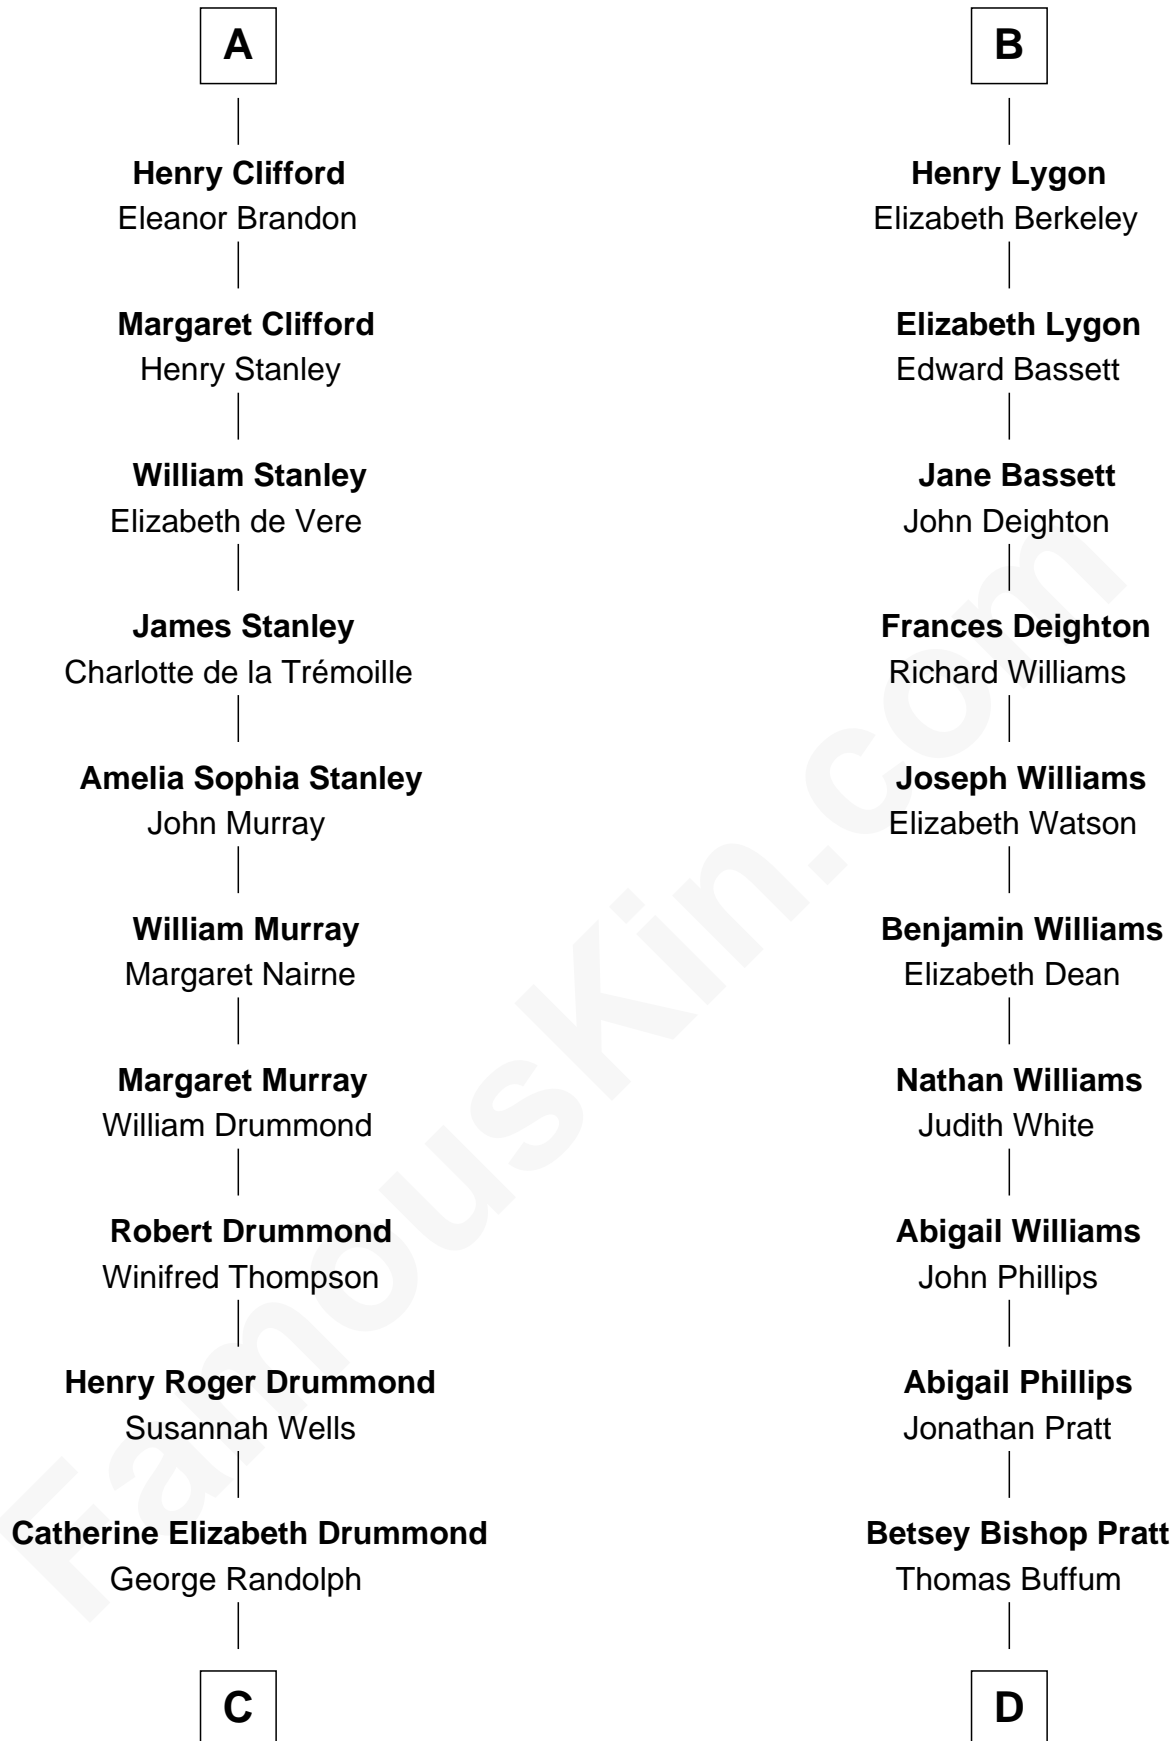 A
Henry Clifford
Eleanor Brandon
Margaret Clifford
Henry Stanley
William Stanley
Elizabeth de Vere
James Stanley
Charlotte de la Trémoille
Amelia Sophia Stanley
John Murray
William Murray
Margaret Nairne
Margaret Murray
William Drummond
Robert Drummond
Winifred Thompson
Henry Roger Drummond
Susannah Wells
Catherine Elizabeth Drummond
George Randolph
C
B
Henry Lygon
Elizabeth Berkeley
Elizabeth Lygon
Edward Bassett
Jane Bassett
John Deighton
Frances Deighton
Richard Williams
Joseph Williams
Elizabeth Watson
Benjamin Williams
Elizabeth Dean
Nathan Williams
Judith White
Abigail Williams
John Phillips
Abigail Phillips
Jonathan Pratt
Betsey Bishop Pratt
Thomas Buffum
D
FamousKin.com